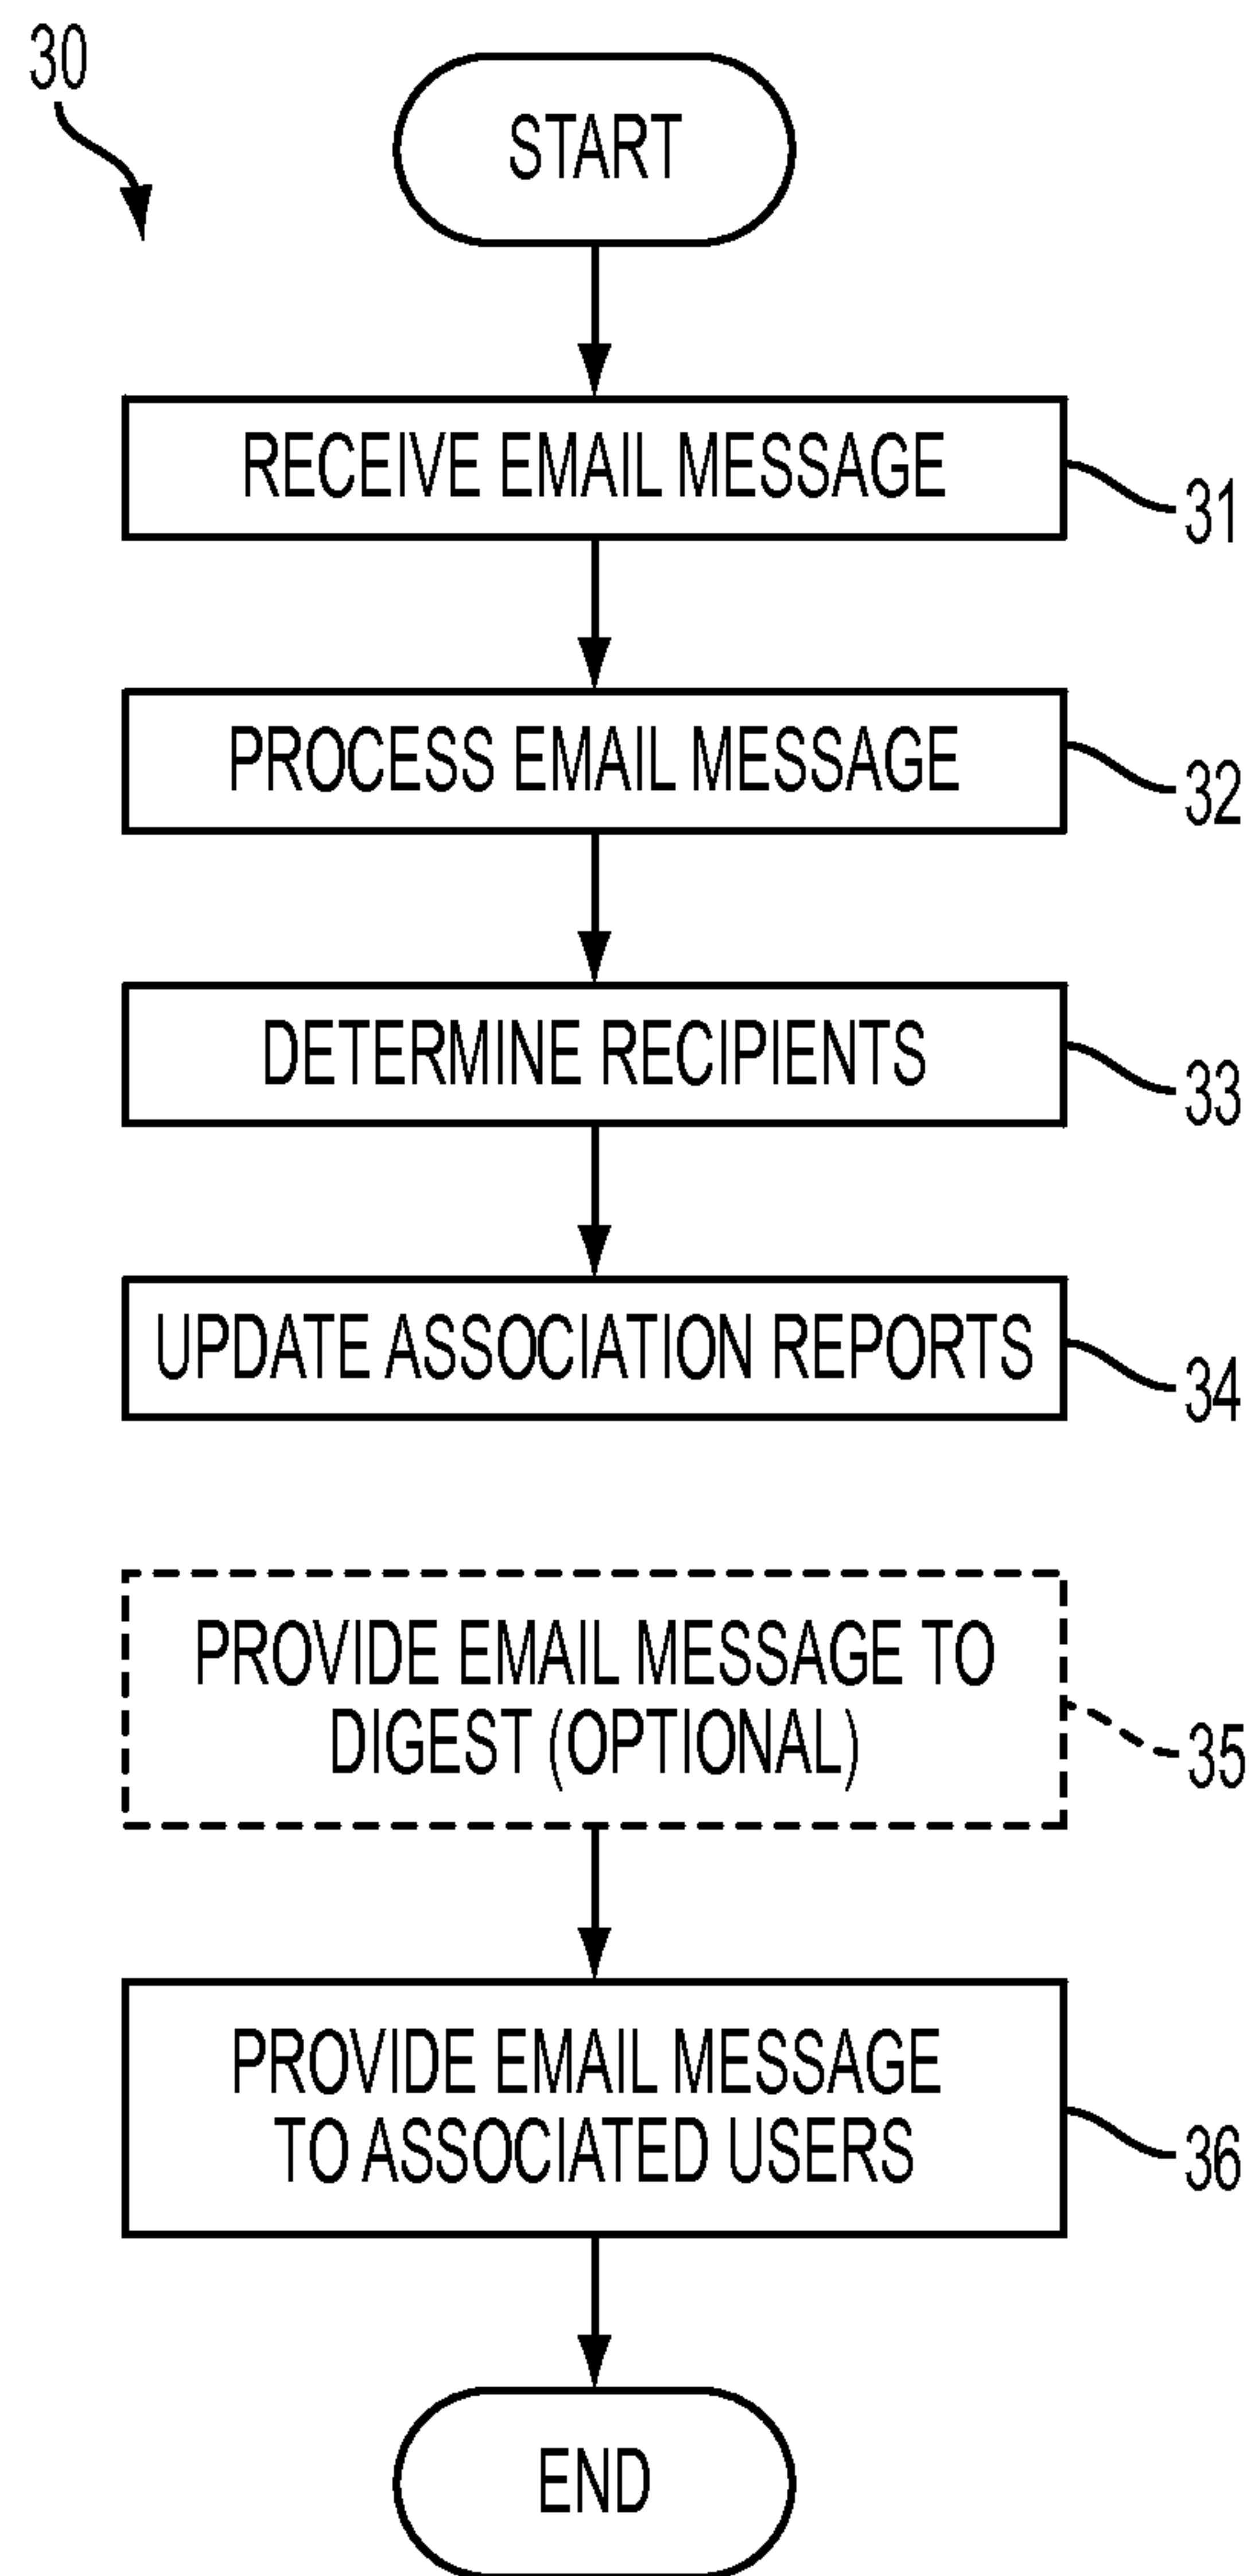 30
START
RECEIVE EMAIL MESSAGE
31
PROCESS EMAIL MESSAGE
32
DETERMINE RECIPIENTS
33
UPDATE ASSOCIATION REPORTS
34
PROVIDE EMAIL MESSAGE TO
DIGEST (OPTIONAL)
35
PROVIDE EMAIL MESSAGE
TO ASSOCIATED USERS
36
END